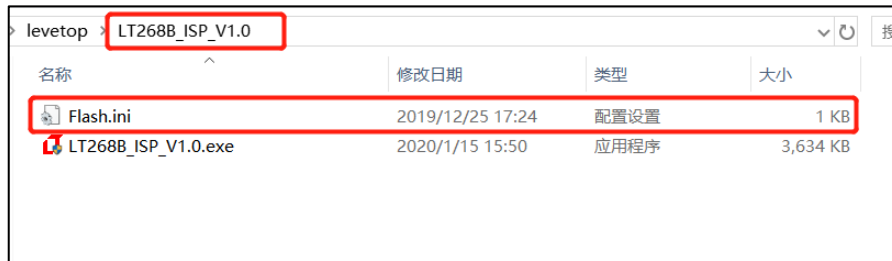 levetop > LT268B_ISP_V1.0
名称 修改日期 类型 大小
Flash.ini 2019/12/25 17:24 配置设置 1 KB
LT268B_ISP_V1.0.exe 2020/1/15 15:50 应用程序 3,634 KB